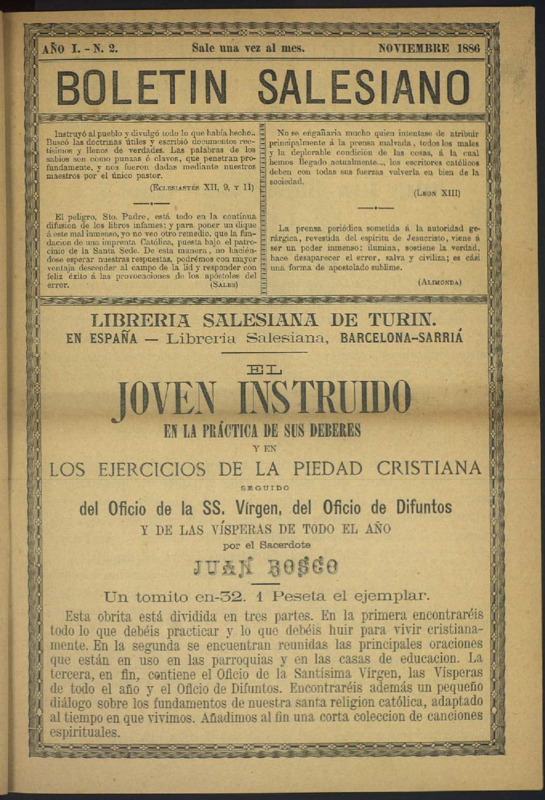 AÑO I. - N. 2.
Sale una vez al mes.
NOVIEMBRE 1886
BOLETIN SALESIANO
Instruyó al pueblo y divulgó todo lo que había hecho..
Buscó las doctrinas útiles y escribió documentos rec-
tísimos y llenos de verdades. Las palabras de los
sabios son como punzas ó clavos, que penetran pro-
fundamente, y nos fueron dadas mediante nuestros
maestros por el único pastor.
(ECLESIASTÉS XII, 9, Y 11)
El peligro, Sto. Padre, está todo en la contínua
difusion de los libros infames; y para poner un dique
á este mal inmenso, yo no veo otro remedio, que la fun-
dacion de una imprenta Católica, puesta bajo el patro-
cinio de la Santa Sede. De esta manera, no hacién-
dose esperar nuestras respuestas, podrémos con mayor
ventaja descender al campo de la lid y responder con
feliz éxito á las provocaciones de los apóstoles del
error.
(SALES)
No se engañaria mucho quien intentase de atribuir
principalmente á la prensa malvada, todos los males
y la deplorable condicion de las cosas, á la cual
hemos llegado actualmente..., los escritores católicos
deben con todas sus fuerzas volverla en bien de la
sociedad.
(LEON XIII)
La prensa periódica sometida á la autoridad ge-
rárgica, revestida del espíritu de Jesucristo, viene á
ser un poder inmenso: ilumina, sostiene la verdad,
hace desaparecer el error, salva y civiliza; es cási
una forma de apostolado sublime.
(ALIMONDA)
LIBRERIA SALESIANA DE TURIN.
EN ESPAÑA — Libreria Salesiana, BARCELONA-SARRIÁ
EL
JOVEN INSTRUIDO
EN LA PRÁCTICA DE SUS DEBERES
Y EN
LOS EJERCICIOS DE LA PIEDAD CRISTIANA
SEGUIDO
del Oficio de la SS. Vírgen, del Oficio de Difuntos
Y DE LAS VÍSPERAS DE TODO EL AÑO
por el Sacerdote
JUAN BOSCO
Un tomito en-32. 1 Peseta el ejemplar.
Esta obrita está dividida en tres partes. En la primera encontraréis
todo lo que debéis practicar y lo que debéis huir para vivir cristiana-
mente. En la segunda se encuentran reunidas las principales oraciones
que están en uso en las parroquias y en las casas de educacion. La
tercera, en fin, contiene el Oficio de la Santísima Vírgen, las Vísperas
de todo el año y el Oficio de Difuntos. Encontraréis además un pequeño
diálogo sobre los fundamentos de nuestra santa religion católica, adaptado
al tiempo en que vivimos. Añadimos al fin una corta coleccion de canciones
espirituales.